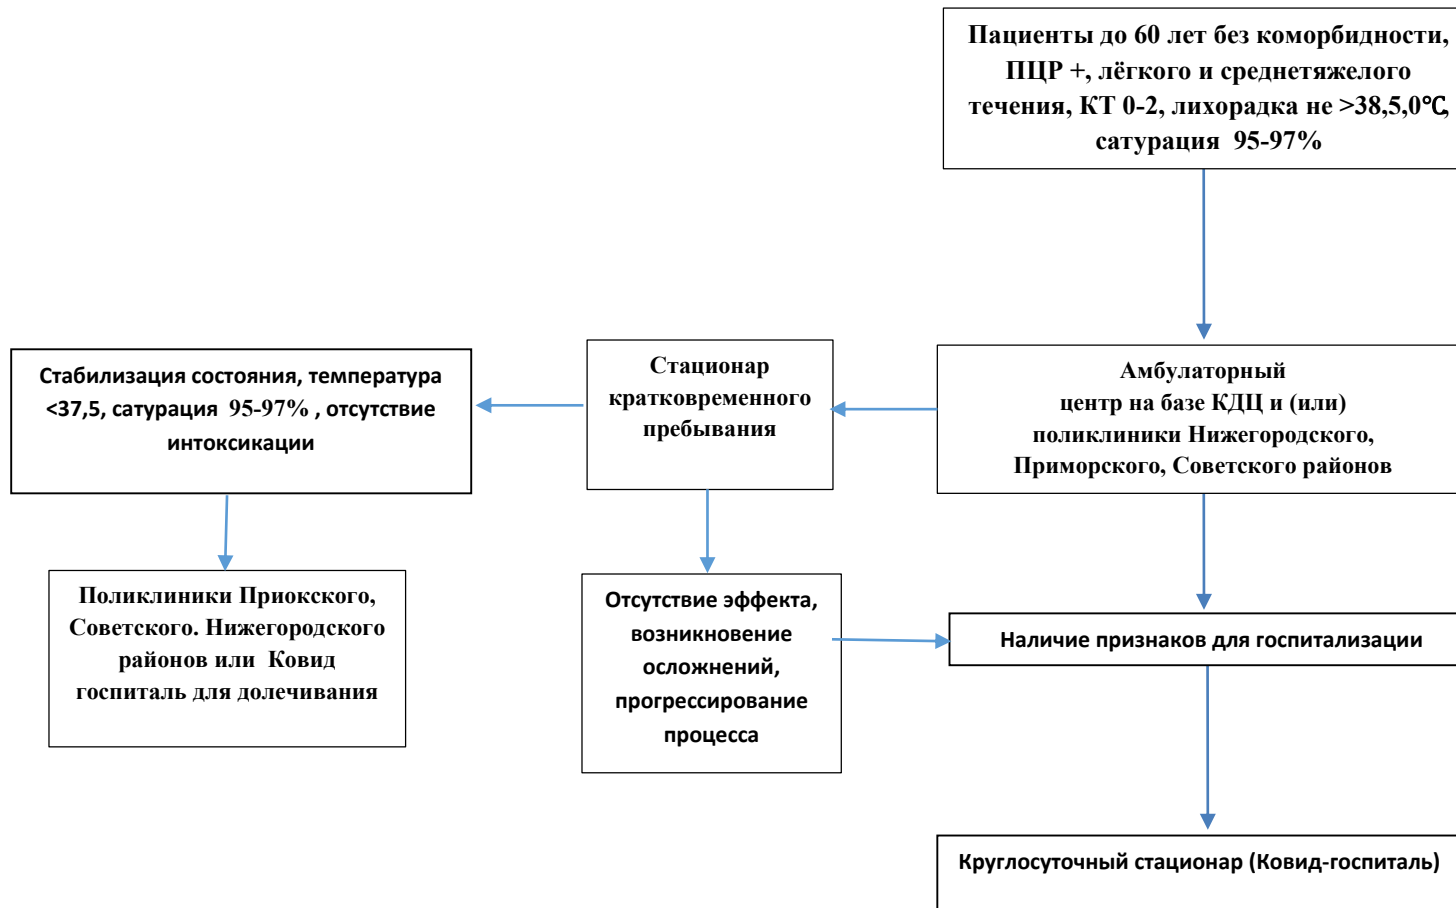 Пациенты до 60 лет без коморбидности,
ПЦР +, лёгкого и среднетяжелого
течения, КТ 0-2, лихорадка не >38,5,0℃,
сатурация 95-97%
Стабилизация состояния, температура
<37,5, сатурация 95-97% , отсутствие
интоксикации
Стационар
кратковременного
пребывания
Амбулаторный
центр на базе КДЦ и (или)
поликлиники Нижегородского,
Приморского, Советского районов
Поликлиники Приокского,
Советского. Нижегородского
районов или Ковид
госпиталь для долечивания
Отсутствие эффекта,
возникновение
осложнений,
прогрессирование
процесса
Наличие признаков для госпитализации
Круглосуточный стационар (Ковид-госпиталь)